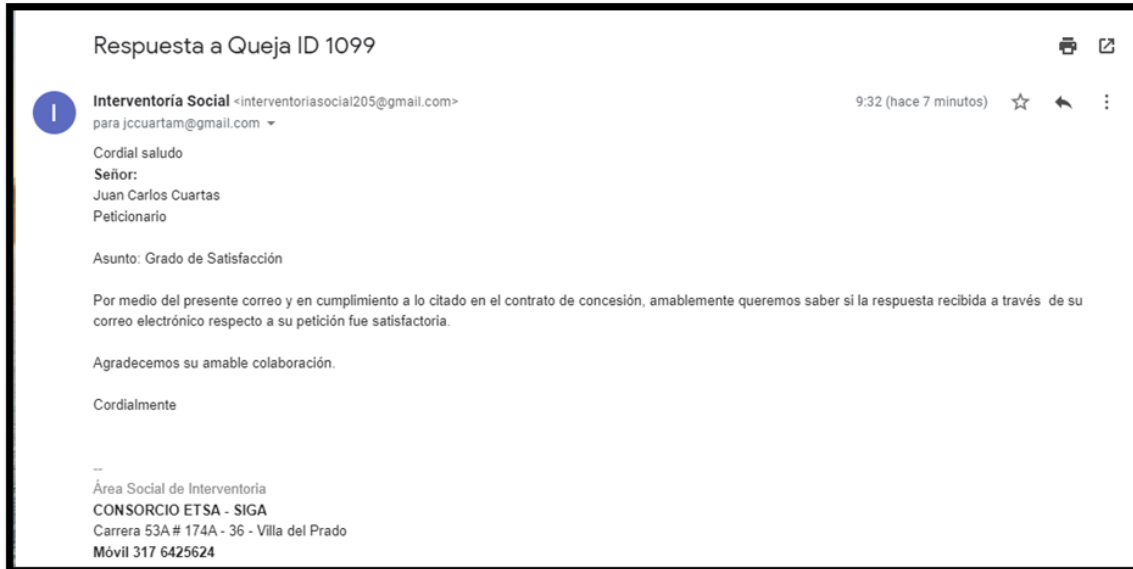 Respuesta a Queja ID 1099
I
Interventoría Social <interventoriasocial205@gmail.com>
9:32 (hace 7 minutos)
para jccuartam@gmail.com
Cordial saludo
Señor:
Juan Carlos Cuartas
Peticionario
Asunto: Grado de Satisfacción
Por medio del presente correo y en cumplimiento a lo citado en el contrato de concesión, amablemente queremos saber si la respuesta recibida a través de su
correo electrónico respecto a su petición fue satisfactoria.
Agradecemos su amable colaboración.
Cordialmente
--
Área Social de Interventoria
CONSORCIO ETSA - SIGA
Carrera 53A # 174A - 36 - Villa del Prado
Móvil 317 6425624